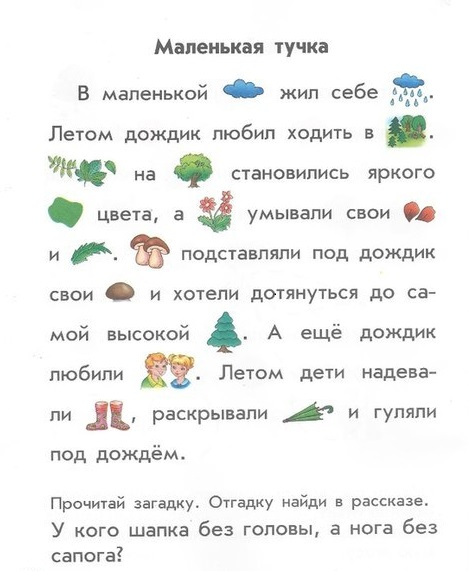 Маленькая тучка
В маленькой жил себе .
Летом дождик любил ходить в .
на становились яркого
цвета, а умывали свои
и . подставляли под дождик
свои и хотели дотянуться до са-
мой высокой . А ещё дождик
любили . Летом дети надева-
ли , раскрывали и гуляли
под дождём.
Прочитай загадку. Отгадку найди в рассказе.
У кого шапка без головы, а нога без
сапога?